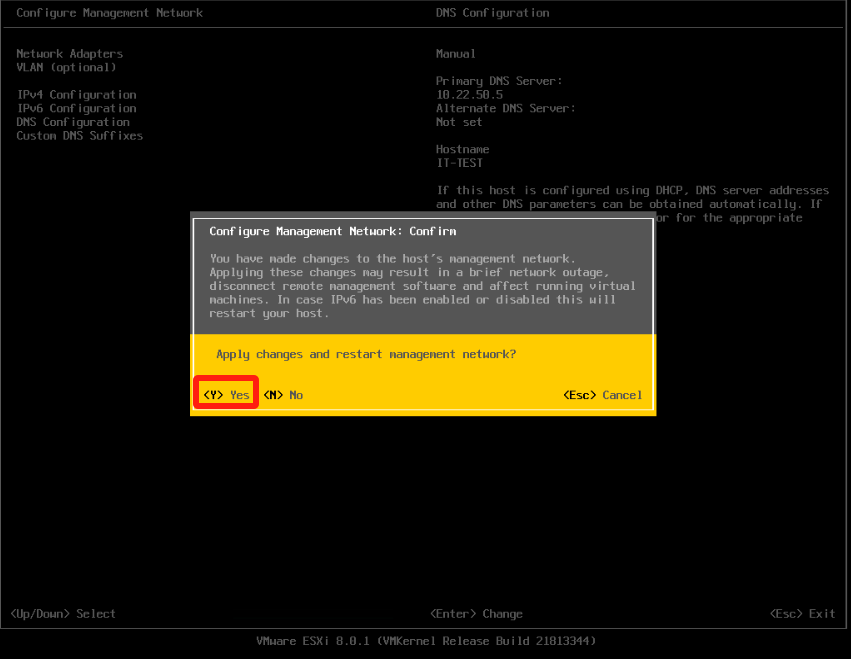 Configure Management Network
DNS Configuration
Network Adapters
VLAN (optional)
IPv4 Configuration
IPv6 Configuration
DNS Configuration
Custom DNS Suffixes
Manual
Primary DNS Server:
10.22.50.5
Alternate DNS Server:
Not set
Hostname
IT-TEST
If this host is configured using DHCP, DNS server addresses
and other DNS parameters can be obtained automatically. If
or for the appropriate
Configure Management Network: Confirm
You have made changes to the host's management network.
Applying these changes may result in a brief network outage,
disconnect remote management software and affect running virtual
machines. In case IPv6 has been enabled or disabled this will
restart your host.
Apply changes and restart management network?
<Y> Yes <N> No <Esc> Cancel
<Up/Down> Select <Enter> Change <Esc> Exit
VMware ESXi 8.0.1 (VMKernel Release Build 21813344)